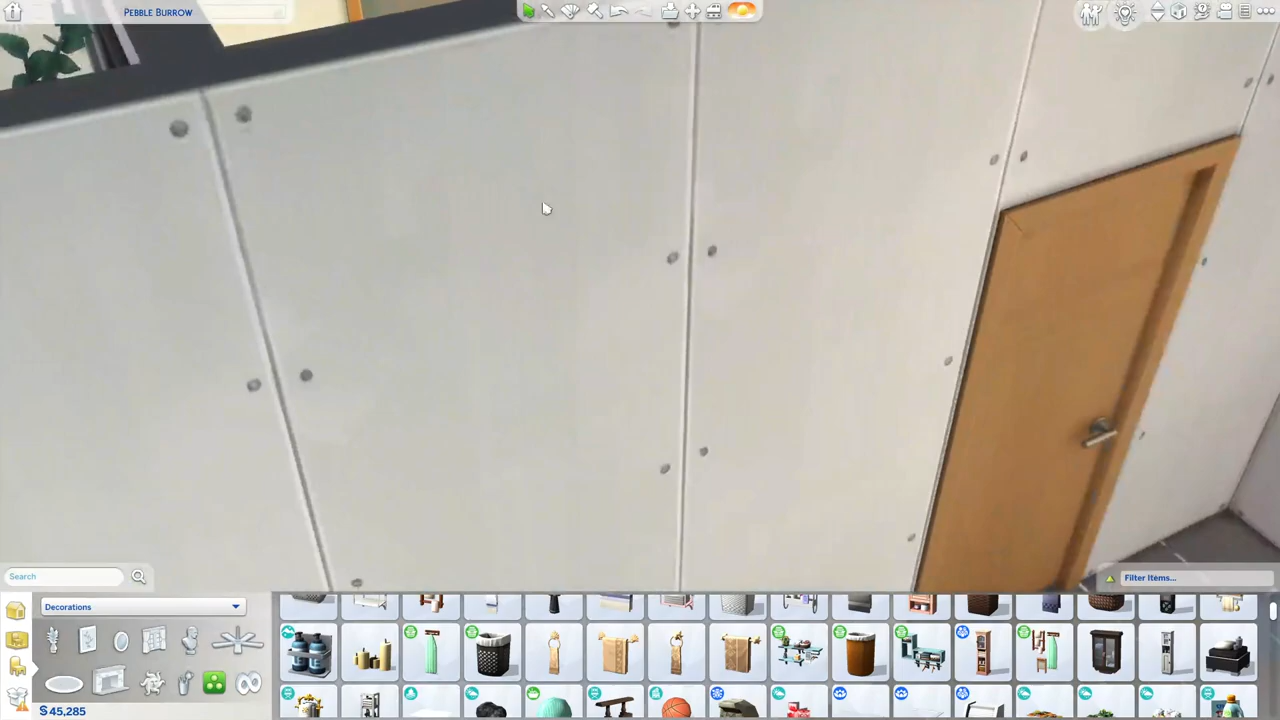 PEBBLE BURROW
Search
Filter Items...
Decorations
$45,285